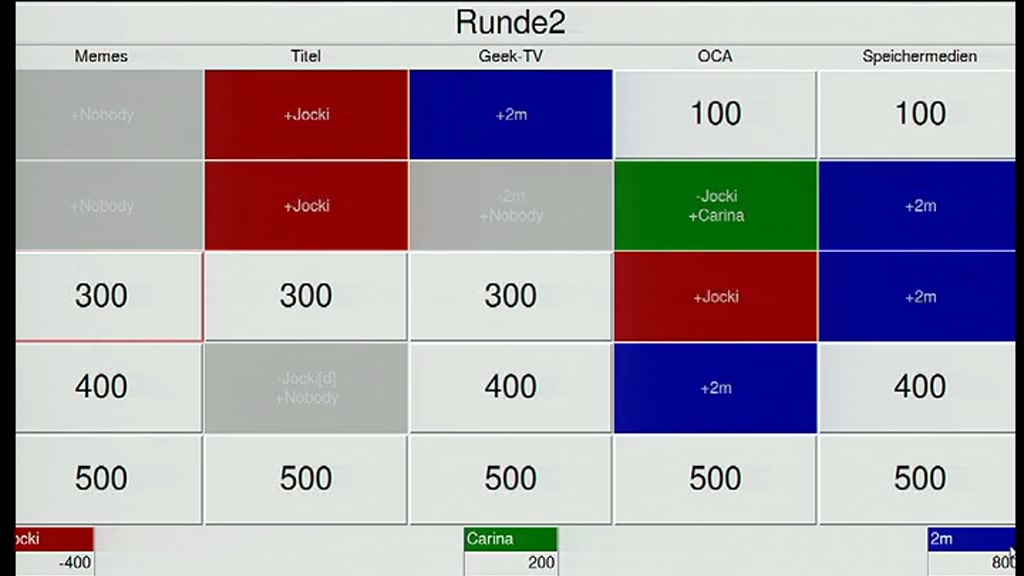 Runde2
Memes Titel Geek-TV OCA Speichermedien
+Nobody +Jocki +2m 100 100
+Nobody +Jocki -2m +Nobody -Jocki +Carina +2m
300 300 300 +Jocki +2m
400 -Jocki[d] +Nobody 400 +2m 400
500 500 500 500 500
ocki Carina 2m
-400 200 800